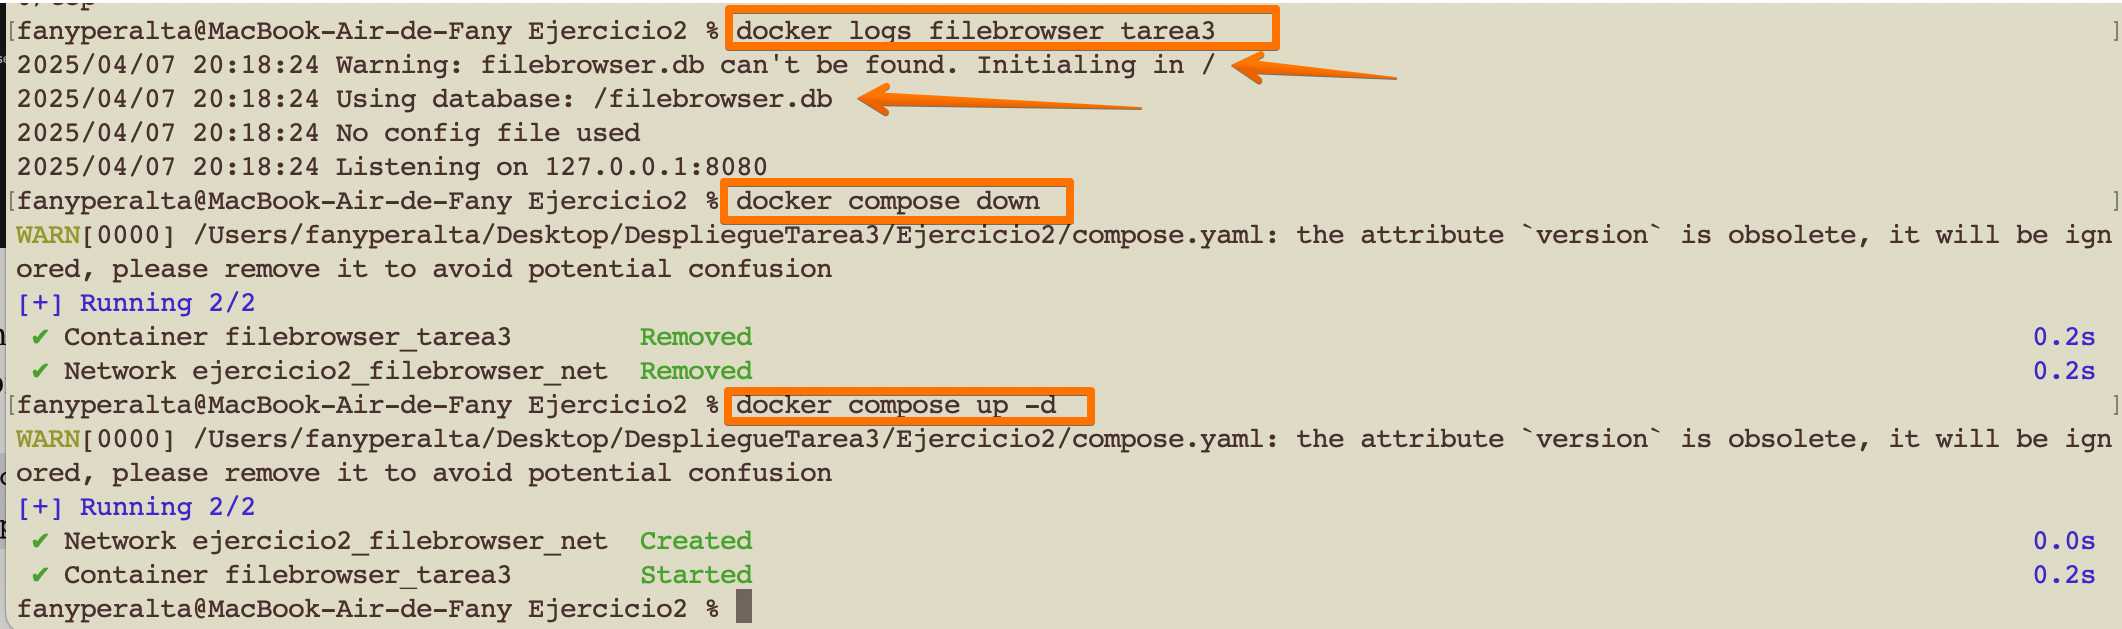 [fanyperalta@MacBook-Air-de-Fany Ejercicio2 % docker logs filebrowser_tarea3 ]
2025/04/07 20:18:24 Warning: filebrowser.db can't be found. Initialing in /
2025/04/07 20:18:24 Using database: /filebrowser.db
2025/04/07 20:18:24 No config file used
2025/04/07 20:18:24 Listening on 127.0.0.1:8080
[fanyperalta@MacBook-Air-de-Fany Ejercicio2 % docker compose down ]
WARN[0000] /Users/fanyperalta/Desktop/DespliegueTarea3/Ejercicio2/compose.yaml: the attribute `version` is obsolete, it will be ign
ored, please remove it to avoid potential confusion
[+] Running 2/2
✔ Container filebrowser_tarea3 Removed 0.2s
✔ Network ejercicio2_filebrowser_net Removed 0.2s
[fanyperalta@MacBook-Air-de-Fany Ejercicio2 % docker compose up -d ]
WARN[0000] /Users/fanyperalta/Desktop/DespliegueTarea3/Ejercicio2/compose.yaml: the attribute `version` is obsolete, it will be ign
ored, please remove it to avoid potential confusion
[+] Running 2/2
✔ Network ejercicio2_filebrowser_net Created 0.0s
✔ Container filebrowser_tarea3 Started 0.2s
fanyperalta@MacBook-Air-de-Fany Ejercicio2 %